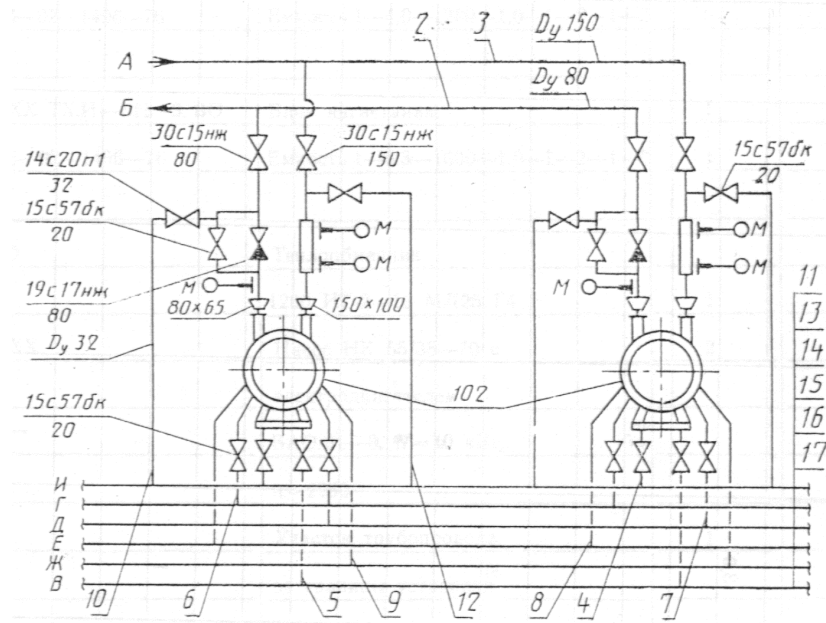 2 3 Dу 150
А
Dу 80
Б
30с15нж
80
30с15нж
150
14с20п1
32
15с57бк
20
15с57бк
20
М
М
М
М
19с17нж
80
М
80×65
150×100
М
11
13
14
15
16
17
Dу 32
102
15с57бк
20
И
Г
Д
Е
Ж
В
10 6 5 9 12 8 4 7